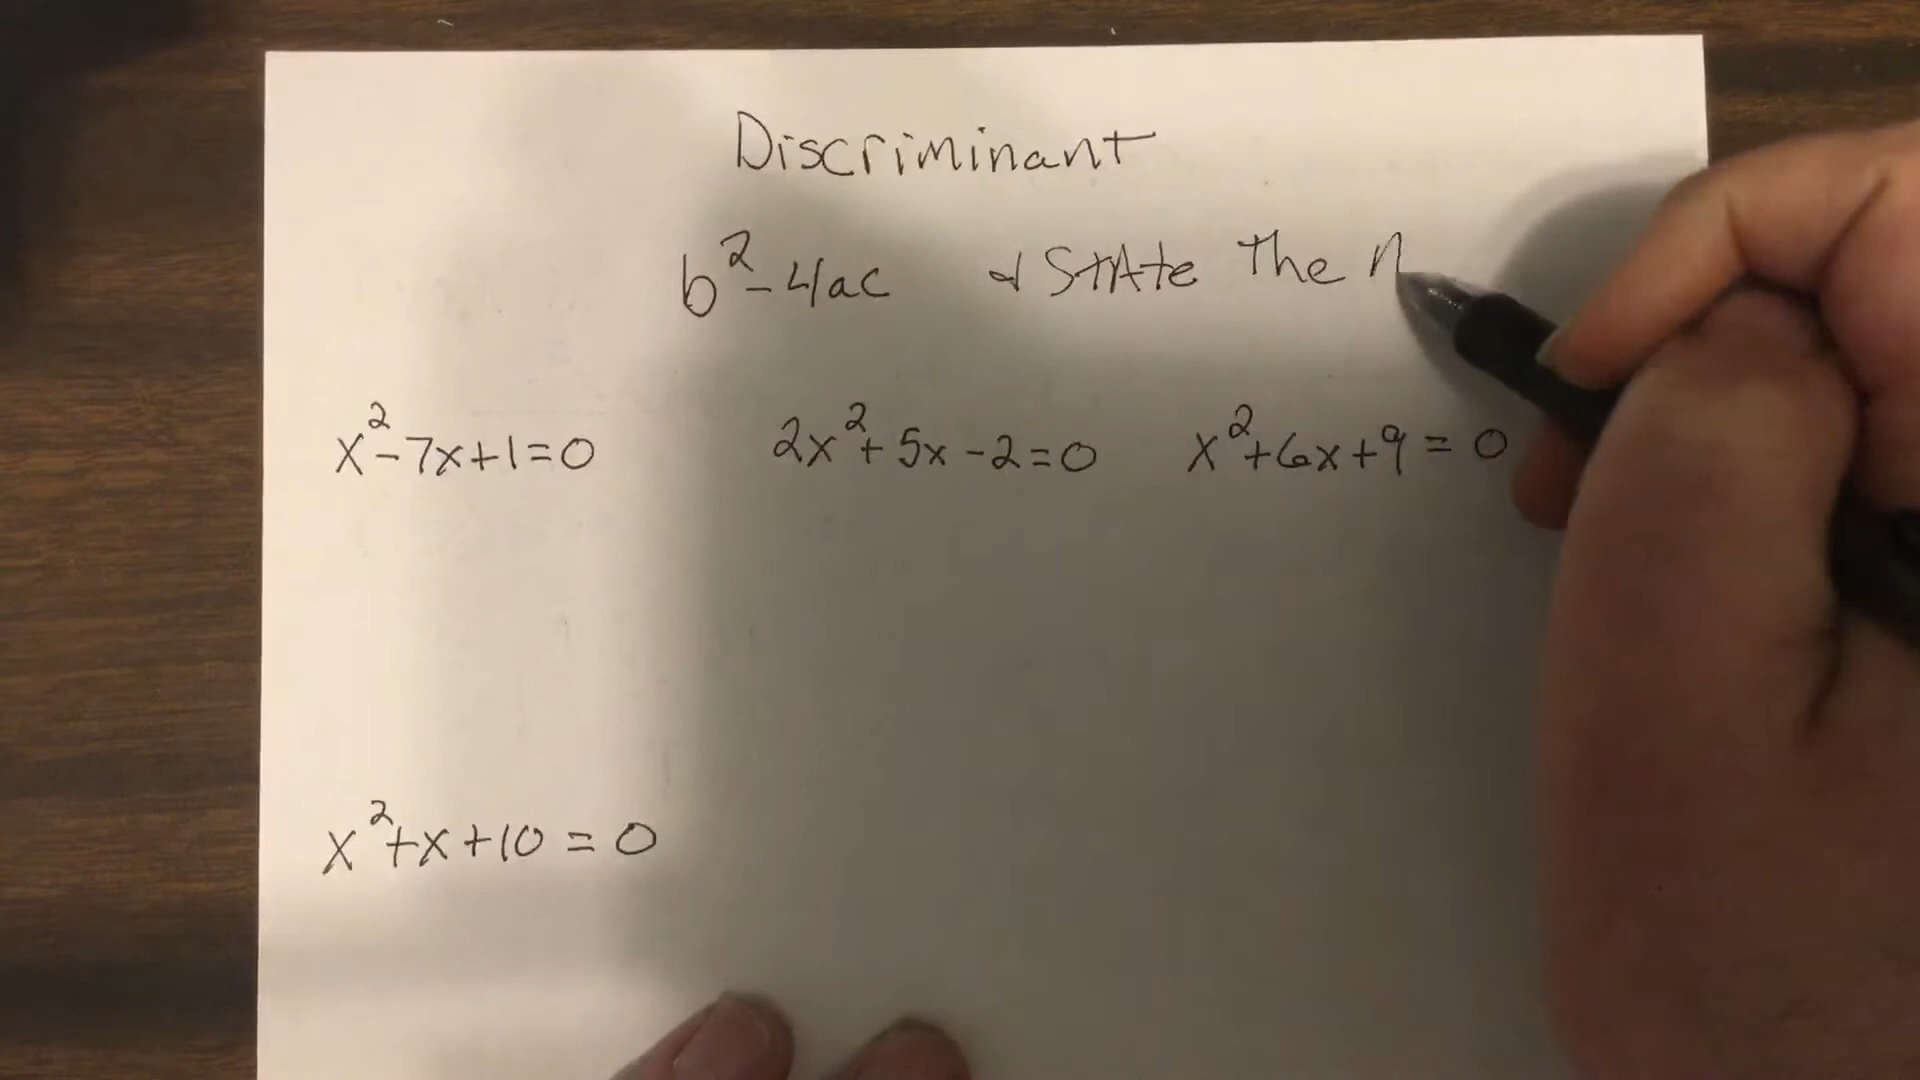 Discriminant
b²-4ac & State The n
x²-7x+1=0 2x²+5x-2=0 x²+6x+9=0
x²+x+10=0